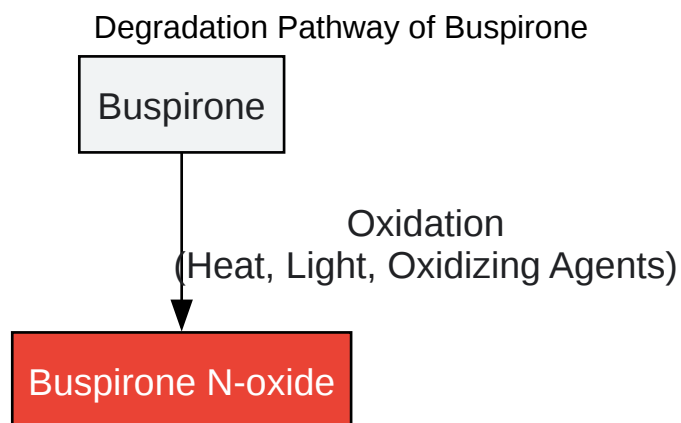 Degradation Pathway of Buspirone
Buspirone
Oxidation
(Heat, Light, Oxidizing Agents)
Buspirone N-oxide